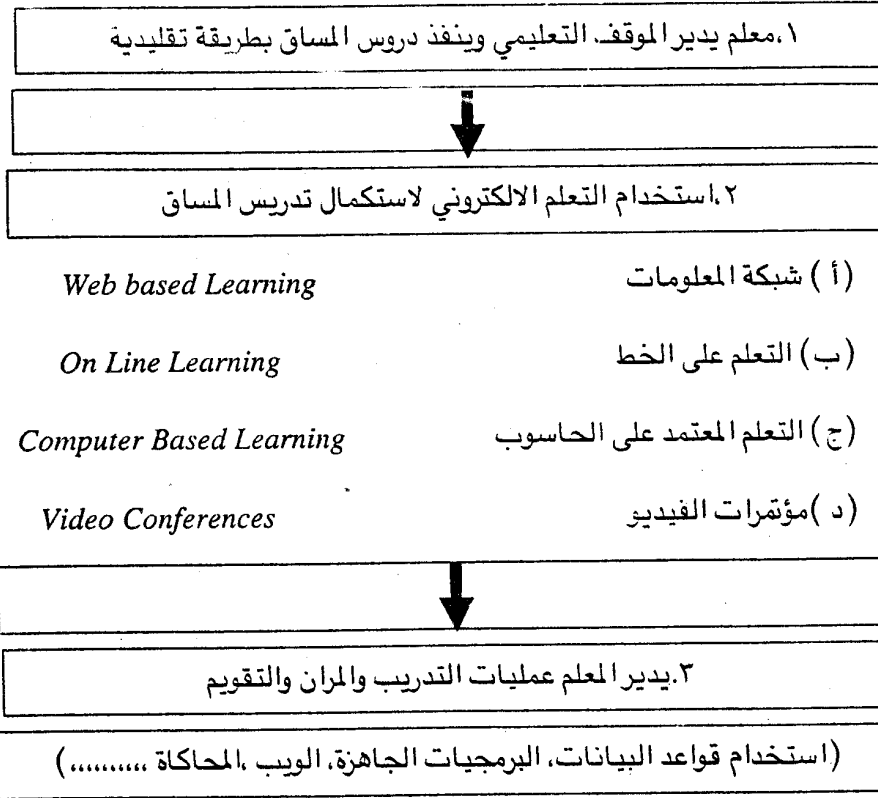 ١،معلم يدير الموقف التعليمي وينفذ دروس المساق بطريقة تقليدية
٢.استخدام التعلم الالكتروني لاستكمال تدريس المساق
(أ) شبكة المعلومات Web based Learning
(ب) التعلم على الخط On Line Learning
(ج) التعلم المعتمد على الحاسوب Computer Based Learning
(د) مؤتمرات الفيديو Video Conferences
٣.يدير المعلم عمليات التدريب والمران والتقويم
(استخدام قواعد البيانات، البرمجيات الجاهزة، الويب ،المحاكاة ،،،،،،،،،،)